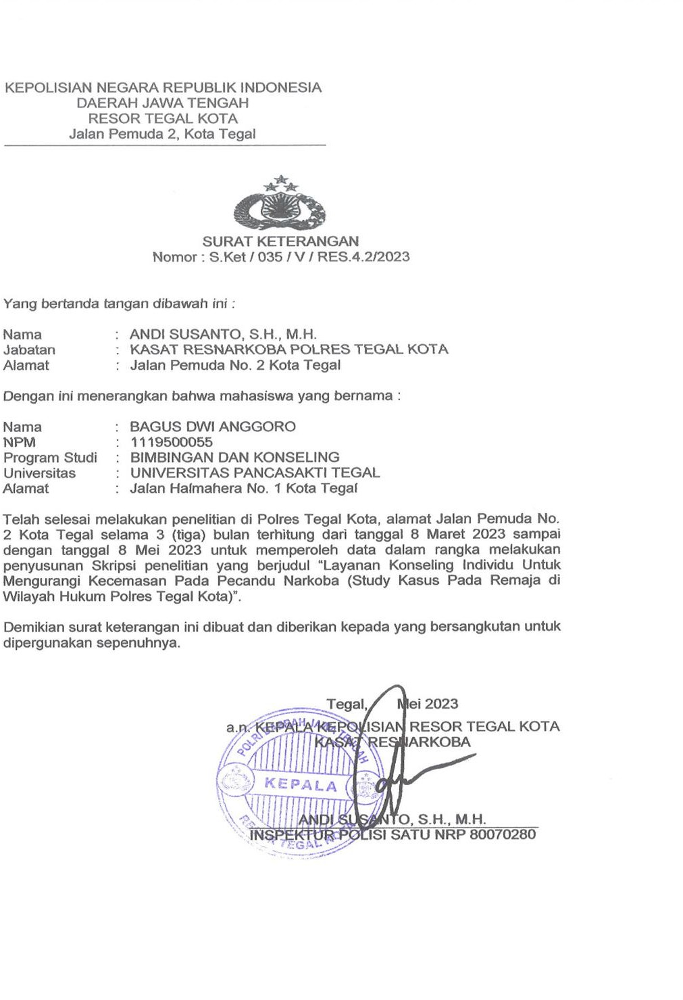 KEPOLISIAN NEGARA REPUBLIK INDONESIA
DAERAH JAWA TENGAH
RESOR TEGAL KOTA
Jalan Pemuda 2, Kota Tegal
SURAT KETERANGAN
Nomor : S.Ket / 035 / V / RES.4.2/2023
Yang bertanda tangan dibawah ini :
Nama : ANDI SUSANTO, S.H., M.H.
Jabatan : KASAT RESNARKOBA POLRES TEGAL KOTA
Alamat : Jalan Pemuda No. 2 Kota Tegal
Dengan ini menerangkan bahwa mahasiswa yang bernama :
Nama : BAGUS DWI ANGGORO
NPM : 1119500055
Program Studi : BIMBINGAN DAN KONSELING
Universitas : UNIVERSITAS PANCASAKTI TEGAL
Alamat : Jalan Halmahera No. 1 Kota Tegal
Telah selesai melakukan penelitian di Polres Tegal Kota, alamat Jalan Pemuda No.
2 Kota Tegal selama 3 (tiga) bulan terhitung dari tanggal 8 Maret 2023 sampai
dengan tanggal 8 Mei 2023 untuk memperoleh data dalam rangka melakukan
penyusunan Skripsi penelitian yang berjudul “Layanan Konseling Individu Untuk
Mengurangi Kecemasan Pada Pecandu Narkoba (Study Kasus Pada Remaja di
Wilayah Hukum Polres Tegal Kota)”.
Demikian surat keterangan ini dibuat dan diberikan kepada yang bersangkutan untuk
dipergunakan sepenuhnya.
Tegal, Mei 2023
a.n. KEPALA KEPOLISIAN RESOR TEGAL KOTA
KASAT RESNARKOBA
POLRI DAERAH JAWA TENGAH
KEPALA
RESOR TEGAL KOTA
ANDI SUSANTO, S.H., M.H.
INSPEKTUR POLISI SATU NRP 80070280